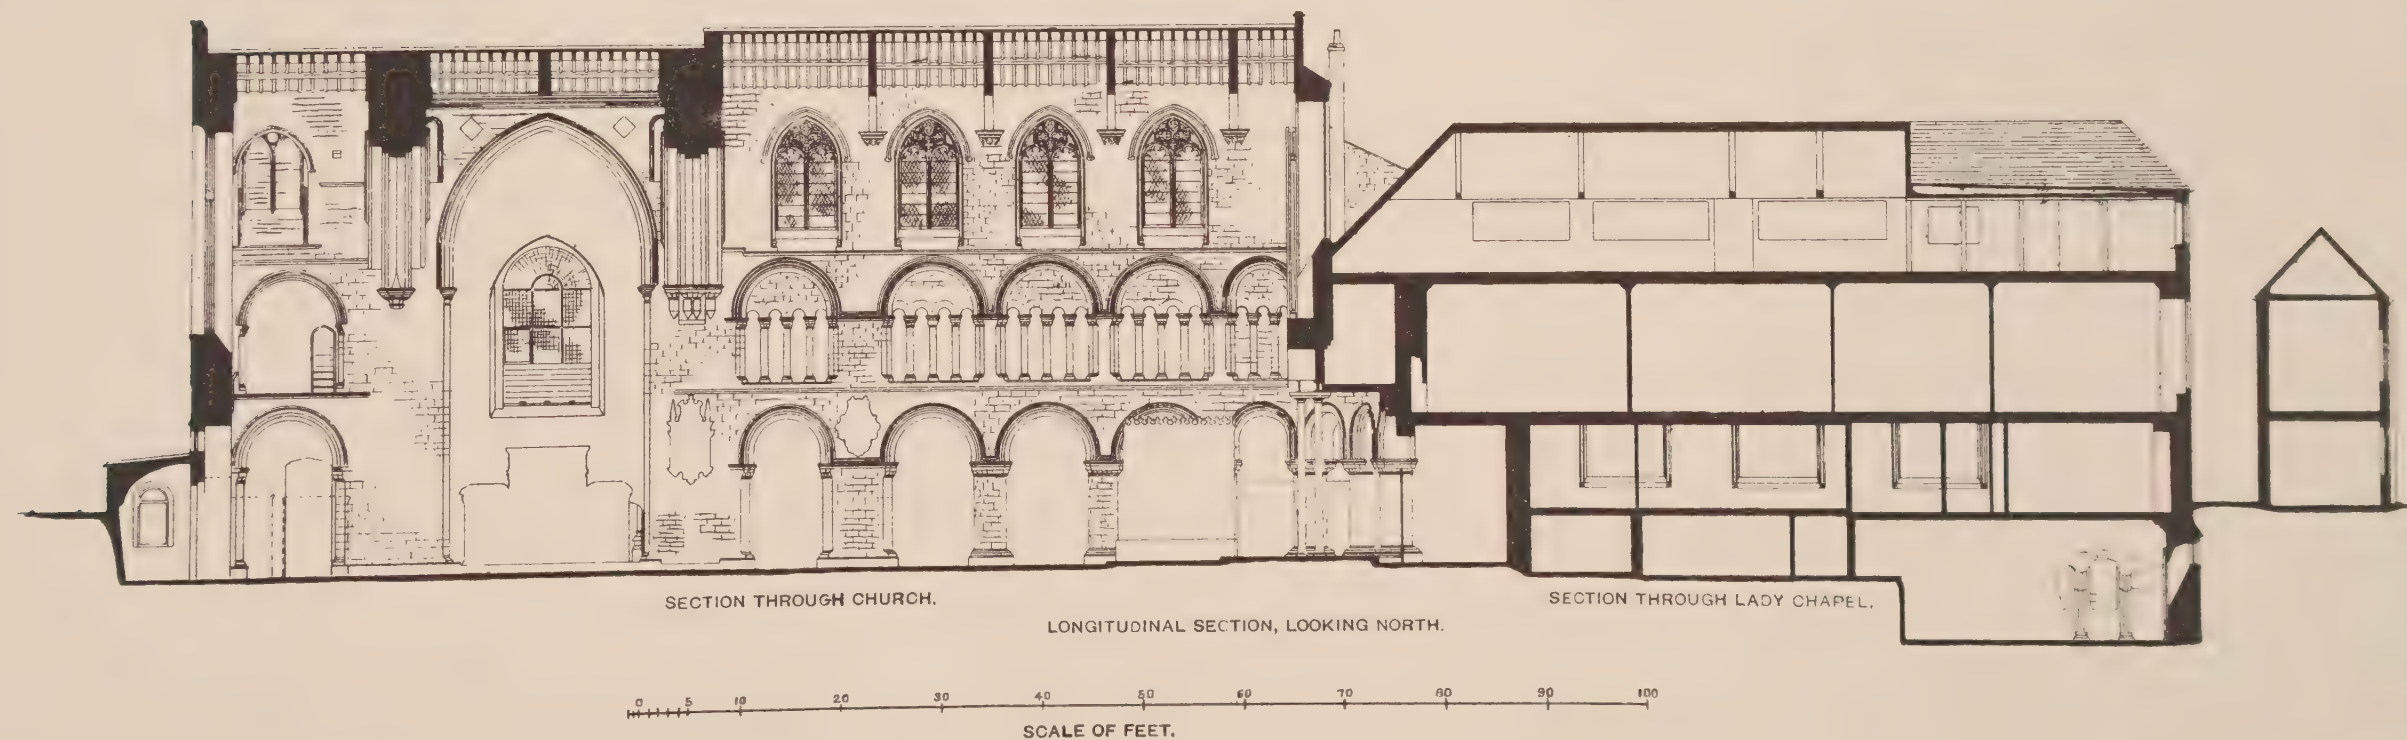 SECTION THROUGH CHURCH.
SECTION THROUGH LADY CHAPEL.
LONGITUDINAL SECTION, LOOKING NORTH.
0 5 10 20 30 40 50 60 70 80 90 100
SCALE OF FEET.